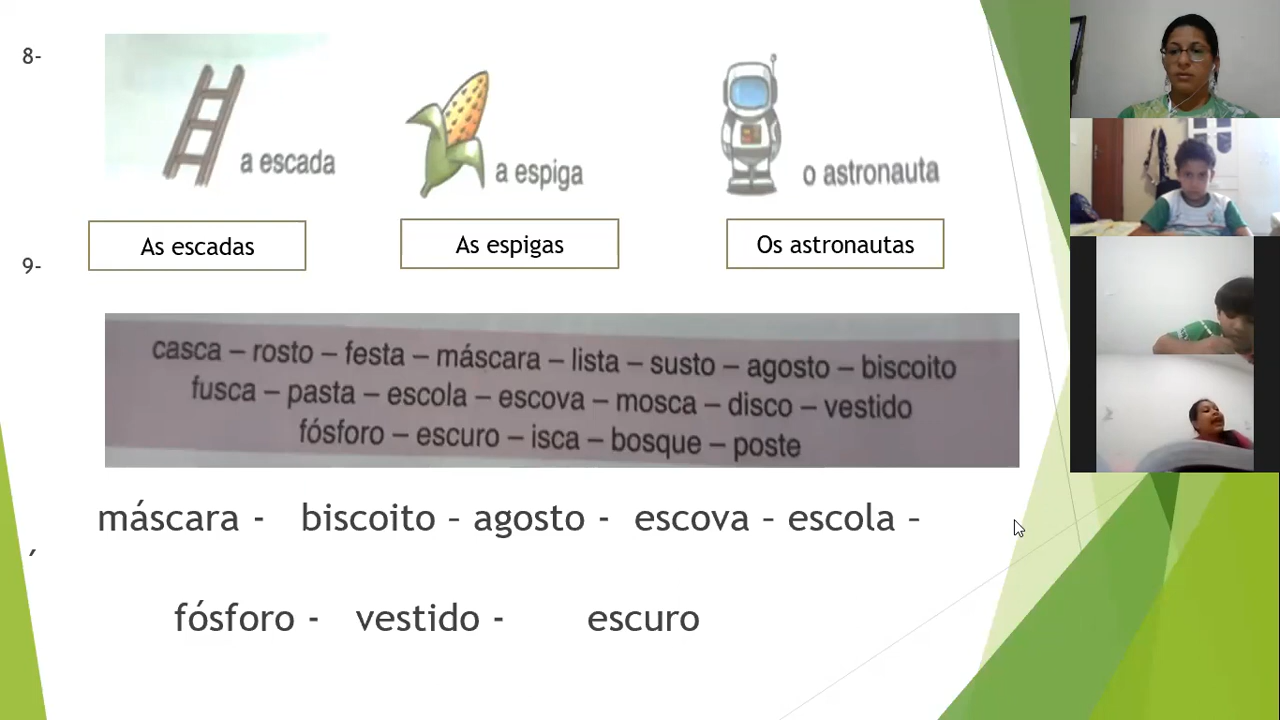 8-
a escada
a espiga
o astronauta
As escadas
As espigas
Os astronautas
9-
casca – rosto – festa – máscara – lista – susto – agosto – biscoito
fusca – pasta – escola – escova – mosca – disco – vestido
fósforo – escuro – isca – bosque – poste
máscara - biscoito – agosto - escova – escola –
fósforo - vestido - escuro